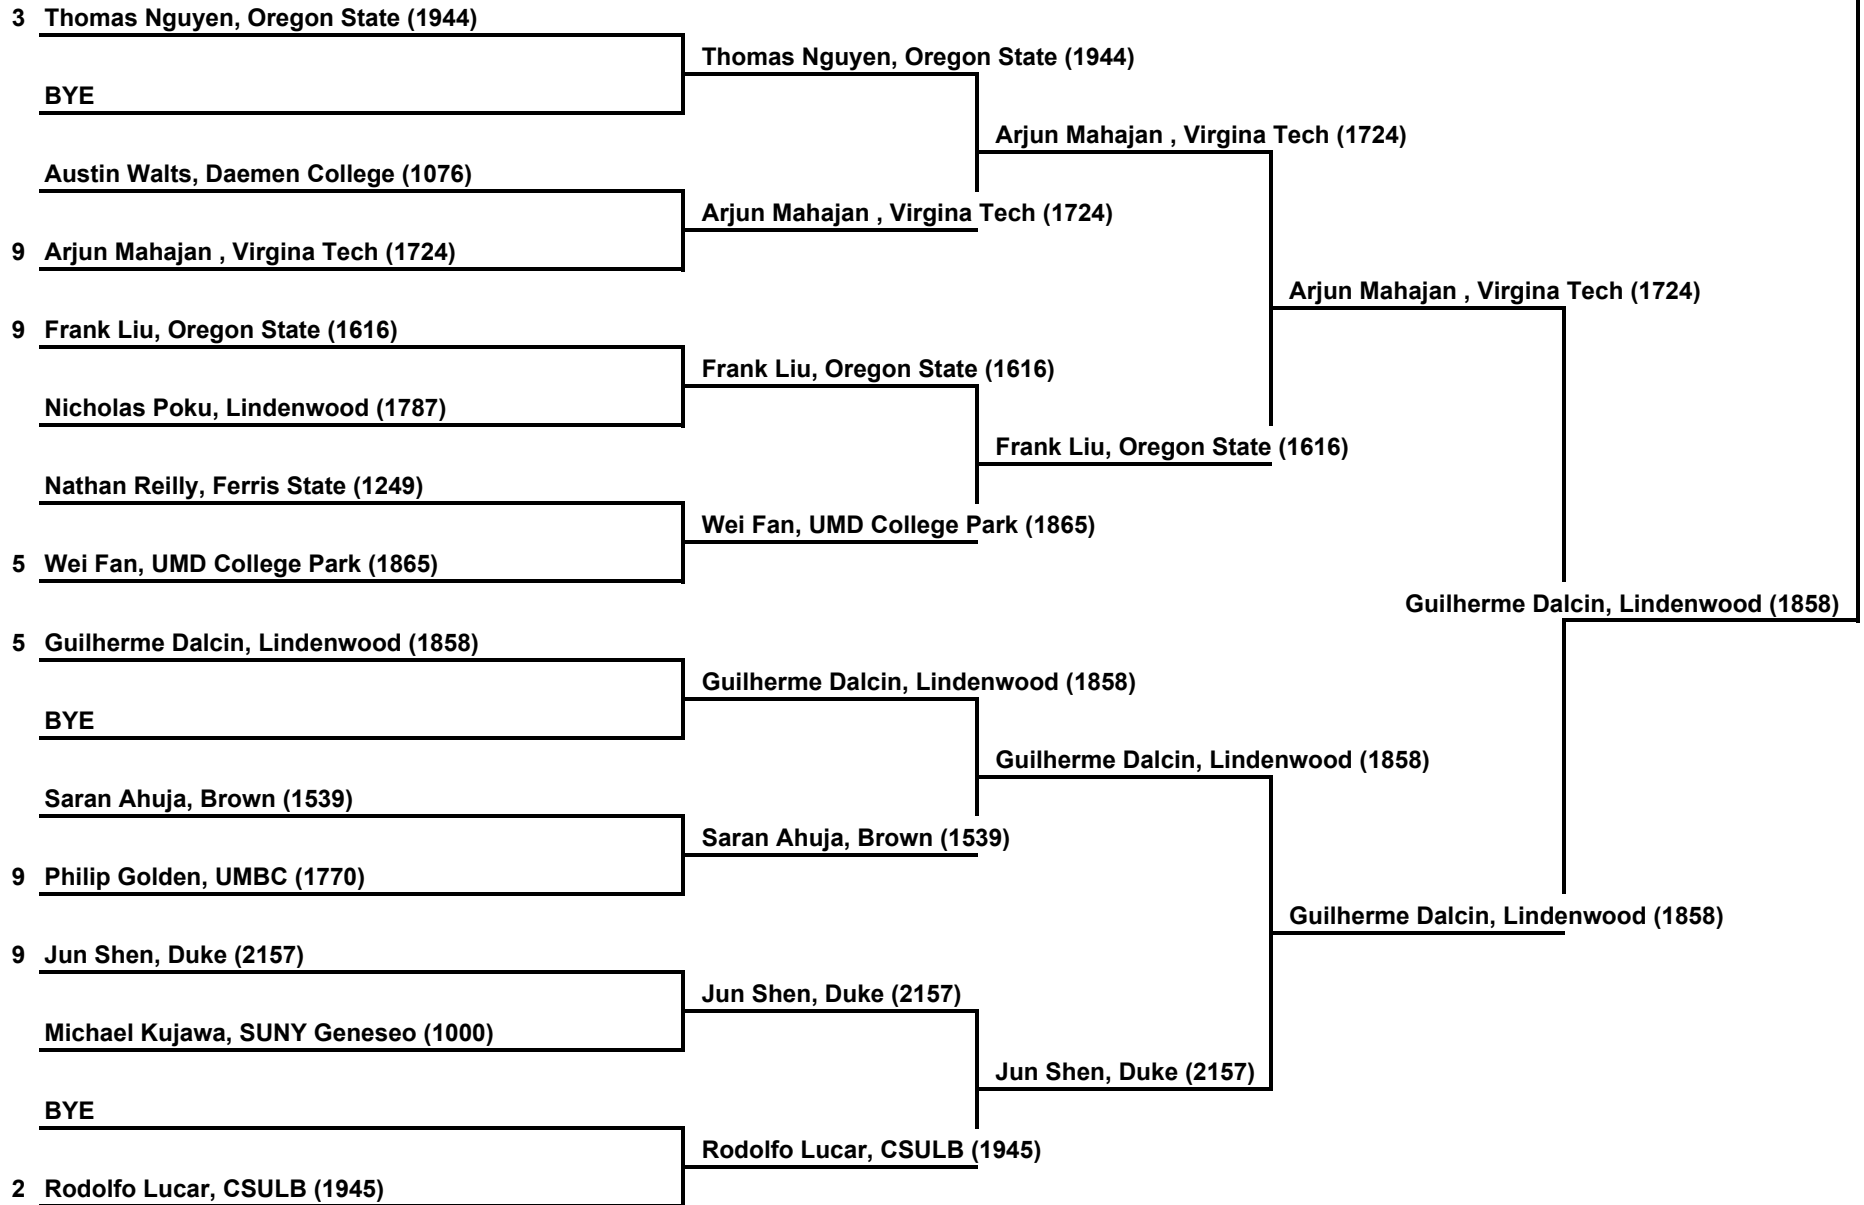 3 Thomas Nguyen, Oregon State (1944)
Thomas Nguyen, Oregon State (1944)
BYE
Arjun Mahajan , Virgina Tech (1724)
Austin Walts, Daemen College (1076)
Arjun Mahajan , Virgina Tech (1724)
9 Arjun Mahajan , Virgina Tech (1724)
Arjun Mahajan , Virgina Tech (1724)
9 Frank Liu, Oregon State (1616)
Frank Liu, Oregon State (1616)
Nicholas Poku, Lindenwood (1787)
Frank Liu, Oregon State (1616)
Nathan Reilly, Ferris State (1249)
Wei Fan, UMD College Park (1865)
5 Wei Fan, UMD College Park (1865)
Guilherme Dalcin, Lindenwood (1858)
5 Guilherme Dalcin, Lindenwood (1858)
Guilherme Dalcin, Lindenwood (1858)
BYE
Guilherme Dalcin, Lindenwood (1858)
Saran Ahuja, Brown (1539)
Saran Ahuja, Brown (1539)
9 Philip Golden, UMBC (1770)
Guilherme Dalcin, Lindenwood (1858)
9 Jun Shen, Duke (2157)
Jun Shen, Duke (2157)
Michael Kujawa, SUNY Geneseo (1000)
Jun Shen, Duke (2157)
BYE
Rodolfo Lucar, CSULB (1945)
2 Rodolfo Lucar, CSULB (1945)